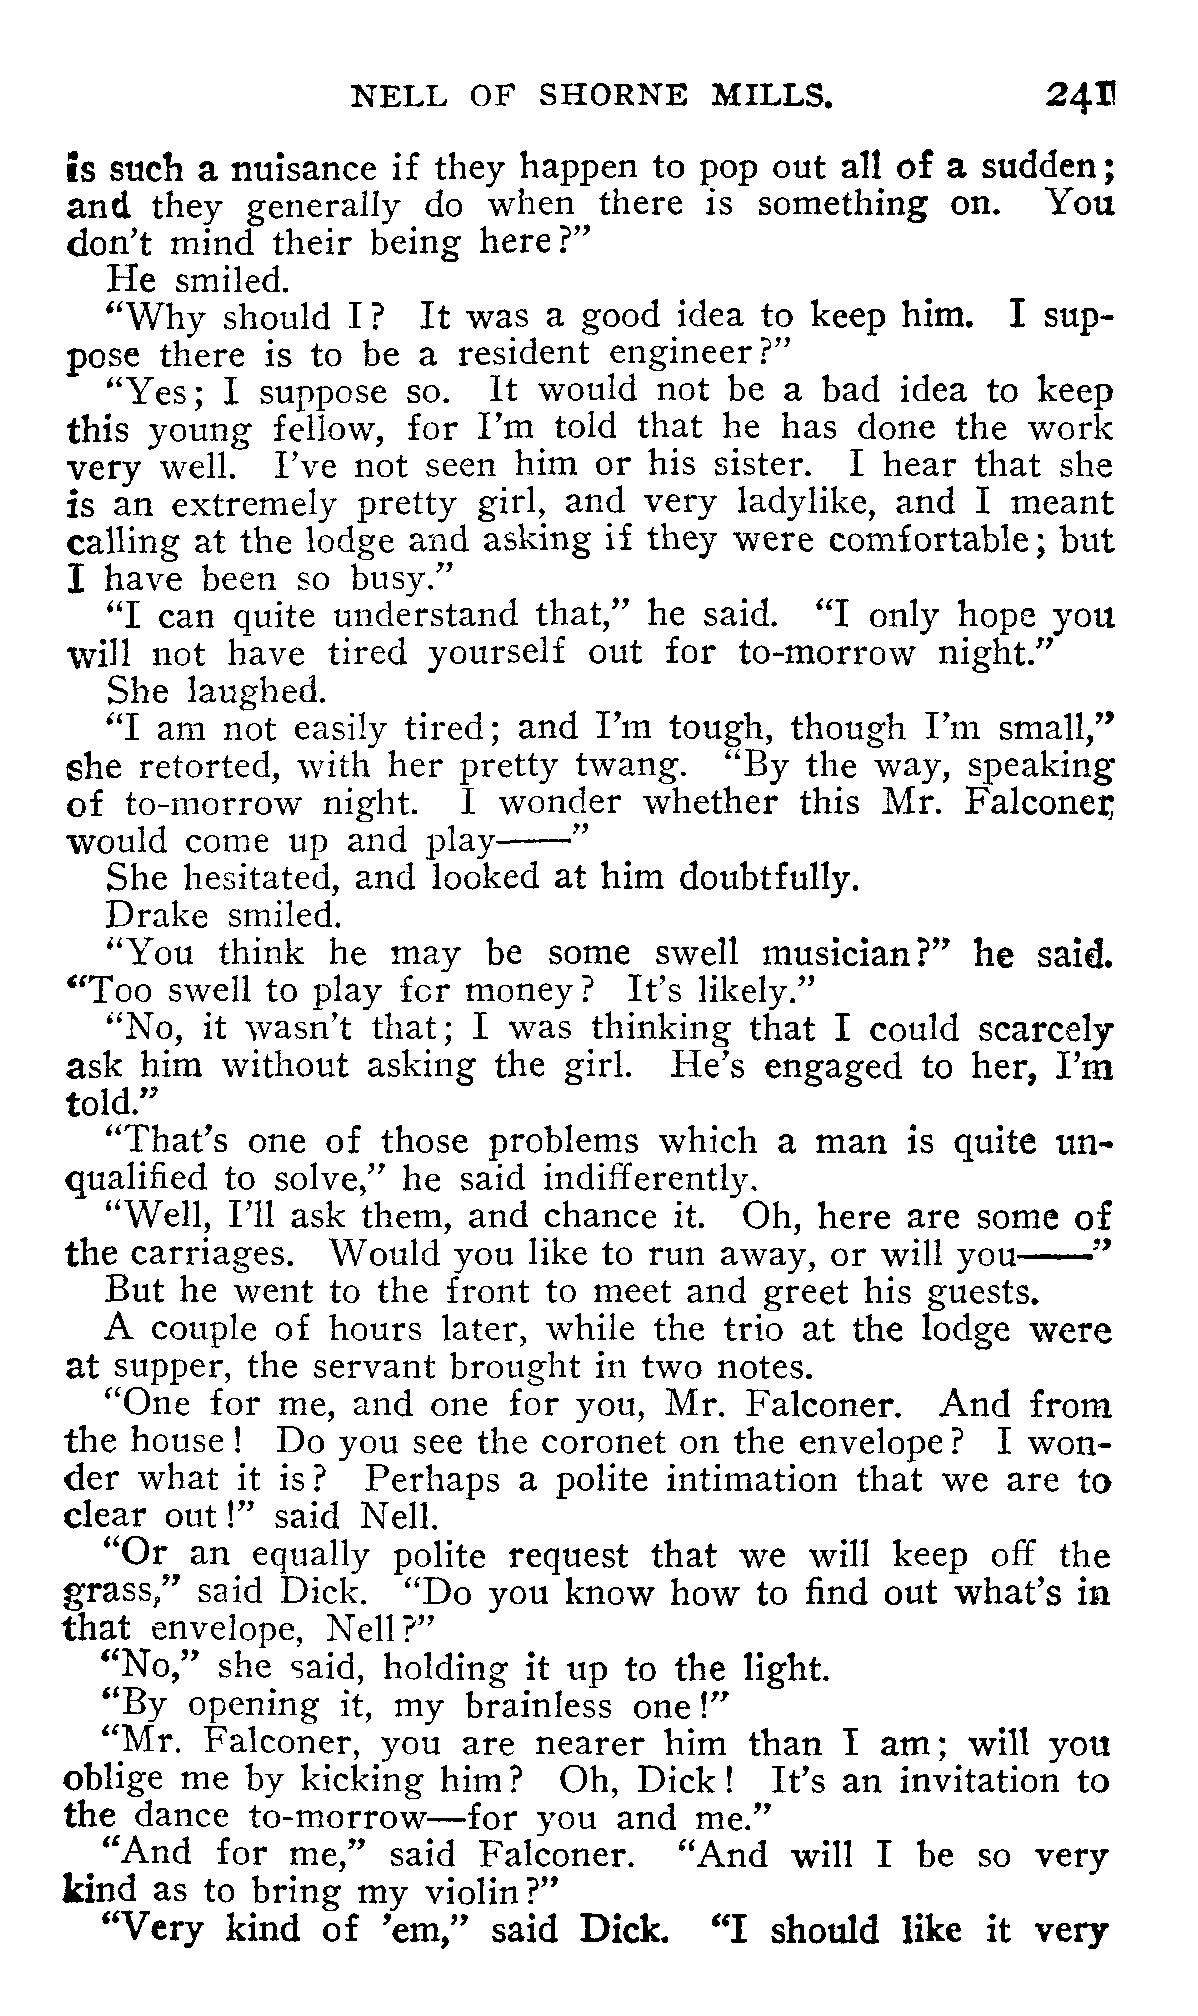 NELL OF SHORNE MILLS. 241
is such a nuisance if they happen to pop out all of a sudden;
and they generally do when there is something on. You
don't mind their being here?"
He smiled.
"Why should I? It was a good idea to keep him. I sup-
pose there is to be a resident engineer?"
"Yes; I suppose so. It would not be a bad idea to keep
this young fellow, for I'm told that he has done the work
very well. I've not seen him or his sister. I hear that she
is an extremely pretty girl, and very ladylike, and I meant
calling at the lodge and asking if they were comfortable; but
I have been so busy."
"I can quite understand that," he said. "I only hope you
will not have tired yourself out for to-morrow night."
She laughed.
"I am not easily tired; and I'm tough, though I'm small,"
she retorted, with her pretty twang. "By the way, speaking
of to-morrow night. I wonder whether this Mr. Falconer,
would come up and play——"
She hesitated, and looked at him doubtfully.
Drake smiled.
"You think he may be some swell musician?" he said.
"Too swell to play for money? It's likely."
"No, it wasn't that; I was thinking that I could scarcely
ask him without asking the girl. He's engaged to her, I'm
told."
"That's one of those problems which a man is quite un-
qualified to solve," he said indifferently.
"Well, I'll ask them, and chance it. Oh, here are some of
the carriages. Would you like to run away, or will you——"
But he went to the front to meet and greet his guests.
A couple of hours later, while the trio at the lodge were
at supper, the servant brought in two notes.
"One for me, and one for you, Mr. Falconer. And from
the house! Do you see the coronet on the envelope? I won-
der what it is? Perhaps a polite intimation that we are to
clear out!" said Nell.
"Or an equally polite request that we will keep off the
grass," said Dick. "Do you know how to find out what's in
that envelope, Nell?"
"No," she said, holding it up to the light.
"By opening it, my brainless one!"
"Mr. Falconer, you are nearer him than I am; will you
oblige me by kicking him? Oh, Dick! It's an invitation to
the dance to-morrow—for you and me."
"And for me," said Falconer. "And will I be so very
kind as to bring my violin?"
"Very kind of 'em," said Dick. "I should like it very